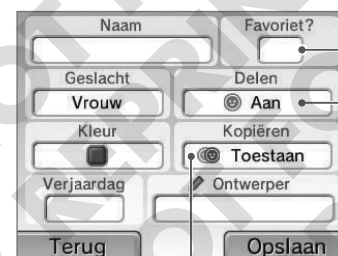 Naam Favoriet?
Geslacht Delen
Vrouw Aan
Kleur Kopiëren
Toestaan
Verjaardag Ontwerper
Terug Opslaan